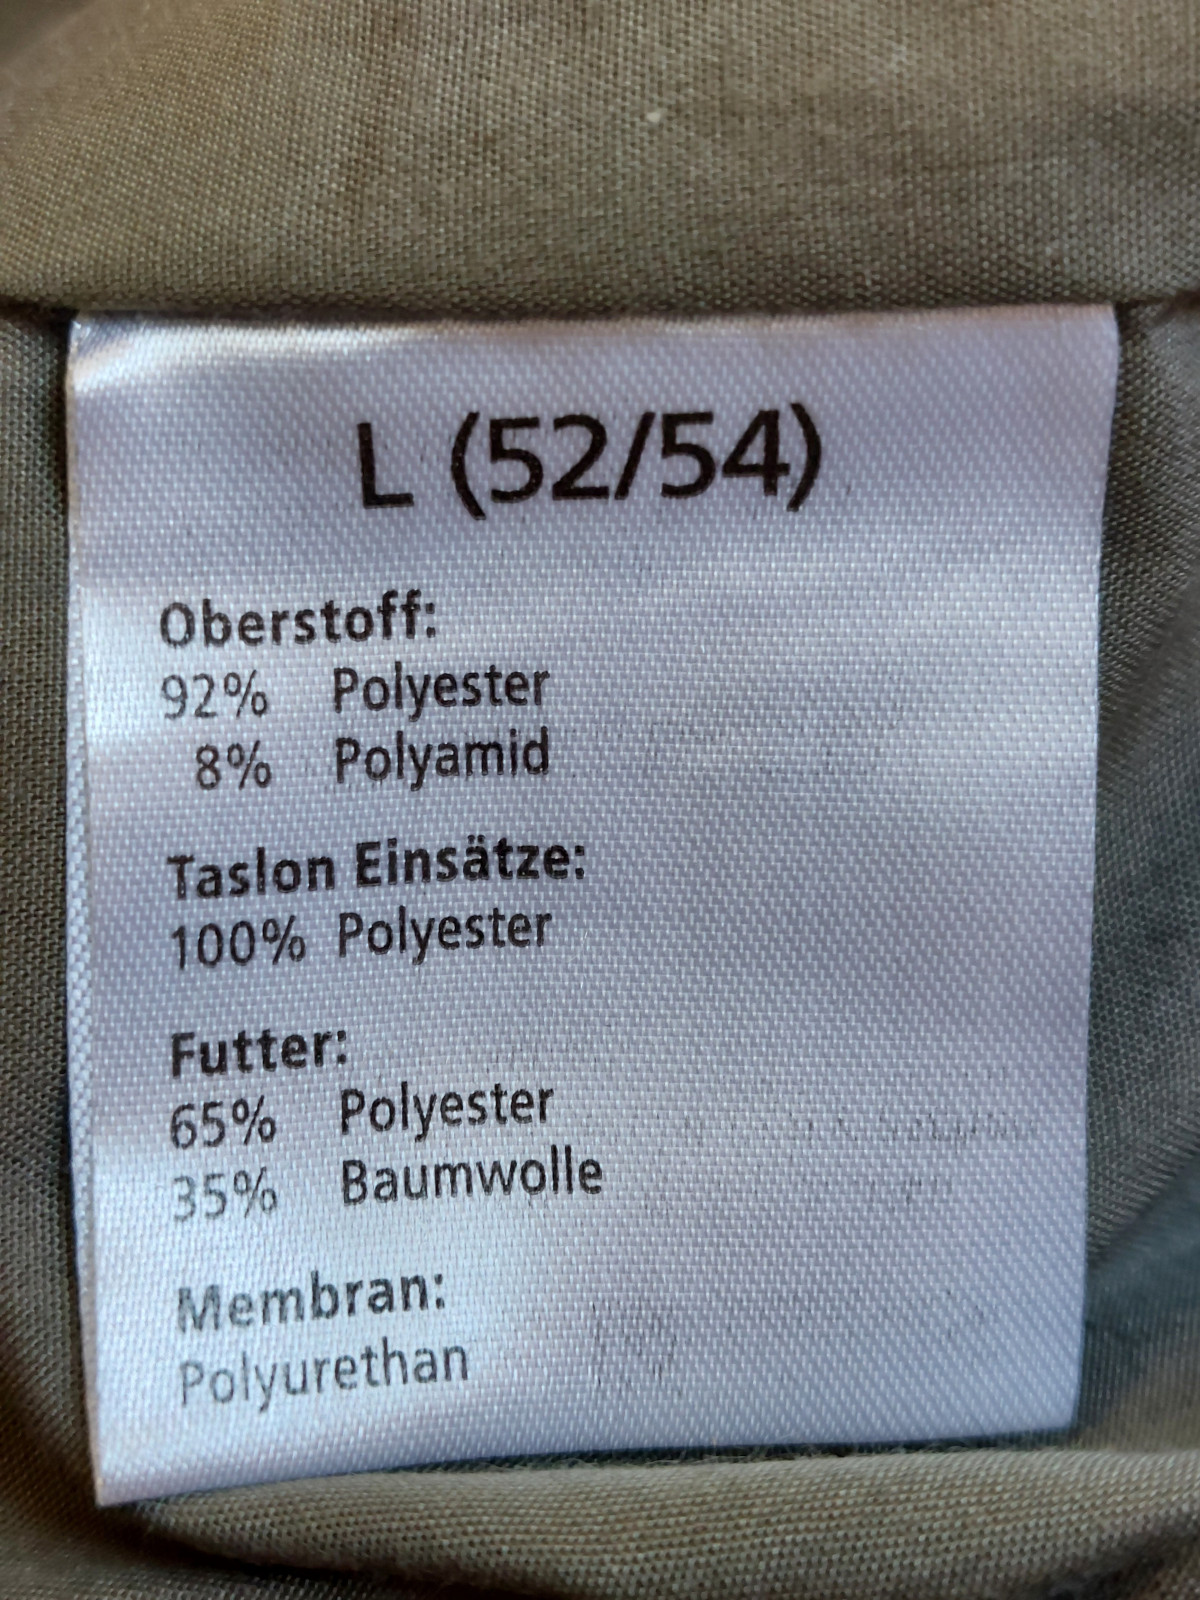 L (52/54)
Oberstoff:
92% Polyester
8% Polyamid
Taslon Einsätze:
100% Polyester
Futter:
65% Polyester
35% Baumwolle
Membran:
Polyurethan